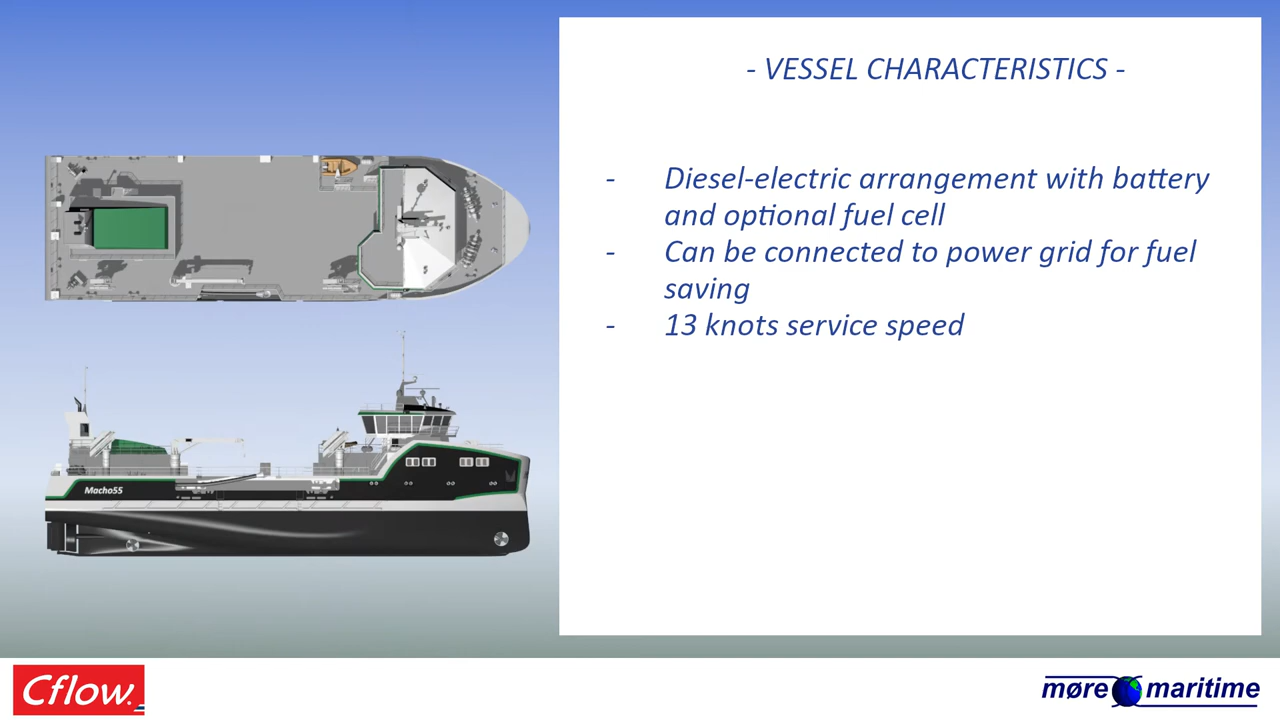 - VESSEL CHARACTERISTICS -
- Diesel-electric arrangement with battery
and optional fuel cell
- Can be connected to power grid for fuel
saving
- 13 knots service speed
Macho55
Cflow.
møre maritime